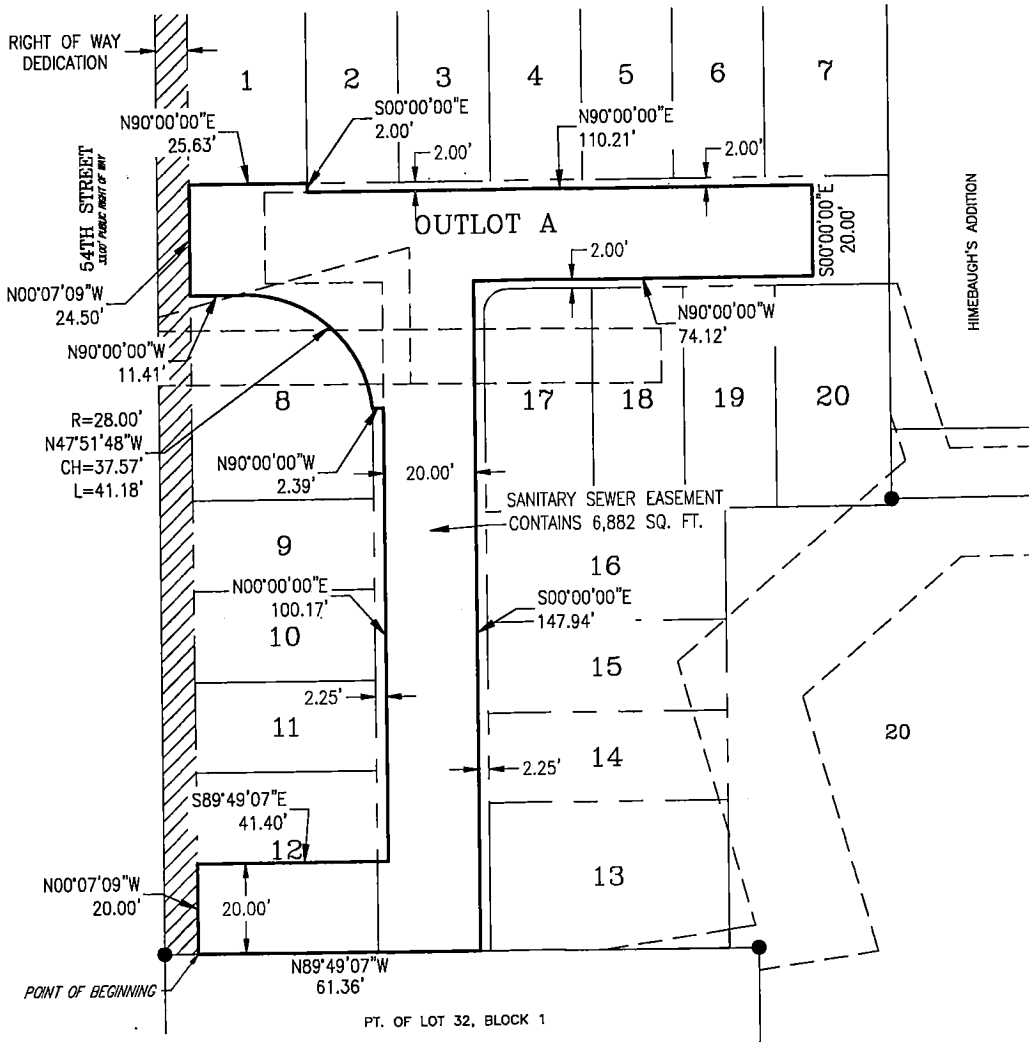 RIGHT OF WAY
DEDICATION
1
2
3
4
5
6
7
N90°00'00"E
25.63'
S00°00'00"E
2.00'
2.00'
N90°00'00"E
110.21'
2.00'
54TH STREET
33.00' PUBLIC RIGHT OF WAY
OUTLOT A
S00°00'00"E
20.00'
HIMEBAUGH'S ADDITION
2.00'
N00°07'09"W
24.50'
N90°00'00"W
74.12'
N90°00'00"W
11.41'
8
17
18
19
20
R=28.00'
N47°51'48"W
CH=37.57'
L=41.18'
N90°00'00"W
2.39'
20.00'
SANITARY SEWER EASEMENT
CONTAINS 6,882 SQ. FT.
9
16
N00°00'00"E
100.17'
S00°00'00"E
147.94'
10
15
2.25'
11
14
20
2.25'
S89°49'07"E
41.40'
12
13
N00°07'09"W
20.00'
20.00'
N89°49'07"W
61.36'
POINT OF BEGINNING
PT. OF LOT 32, BLOCK 1